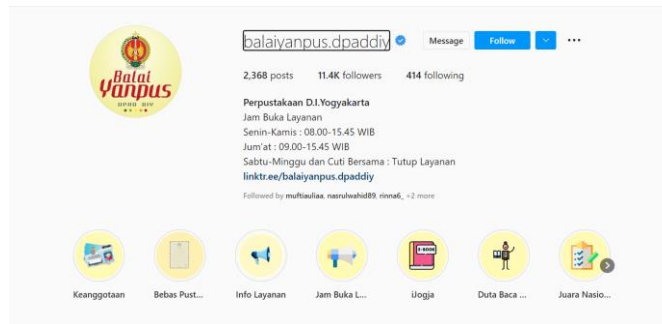 balaiyanpus.dpaddiy
Message
Follow
2,368 posts 11.4K followers 414 following
Perpustakaan D.I.Yogyakarta
Jam Buka Layanan
Senin-Kamis : 08.00-15.45 WIB
Jum'at : 09.00-15.45 WIB
Sabtu-Minggu dan Cuti Bersama : Tutup Layanan
linktr.ee/balaiyanpus.dpaddiy
Followed by muftiauliaa, nasrulwahid89, rinna6_ +2 more
Balai
Yanpus
DPAD DIY
E-BOOK
Keanggotaan Bebas Pust... Info Layanan Jam Buka L... iJogja Duta Baca ... Juara Nasio...